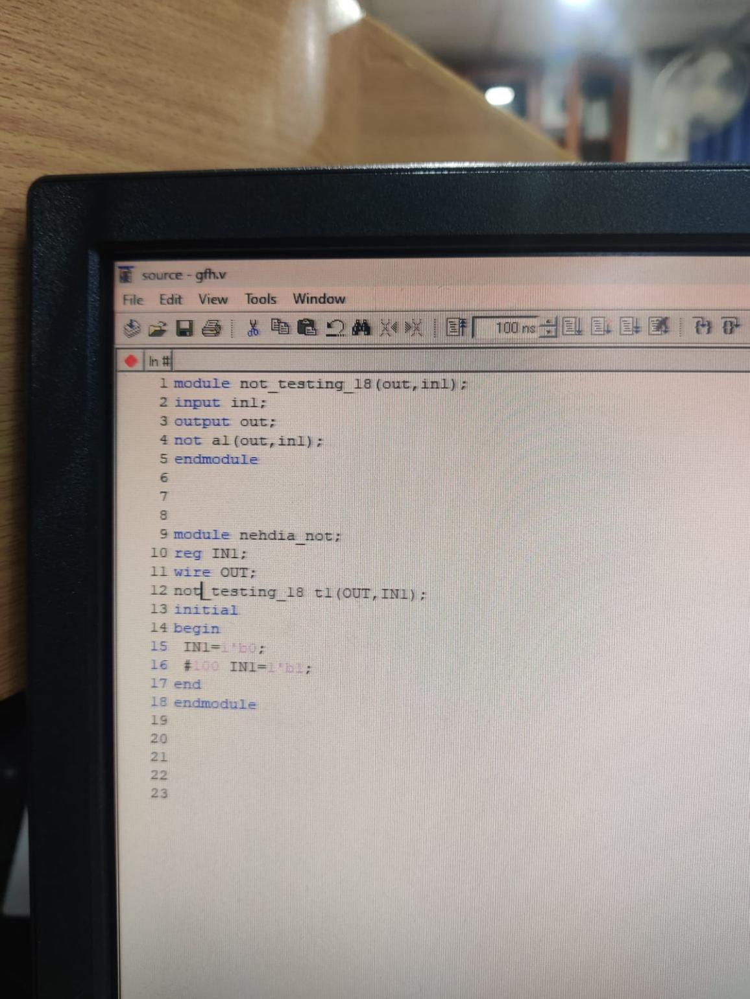 source - gfh.v
File Edit View Tools Window
100 ns
ln #
1 module not_testing_18(out,in1);
2 input in1;
3 output out;
4 not a1(out,in1);
5 endmodule
6
7
8
9 module nehdia_not;
10 reg IN1;
11 wire OUT;
12 not_testing_18 t1(OUT,IN1);
13 initial
14 begin
15 IN1=1'b0;
16 #100 IN1=1'b1;
17 end
18 endmodule
19
20
21
22
23